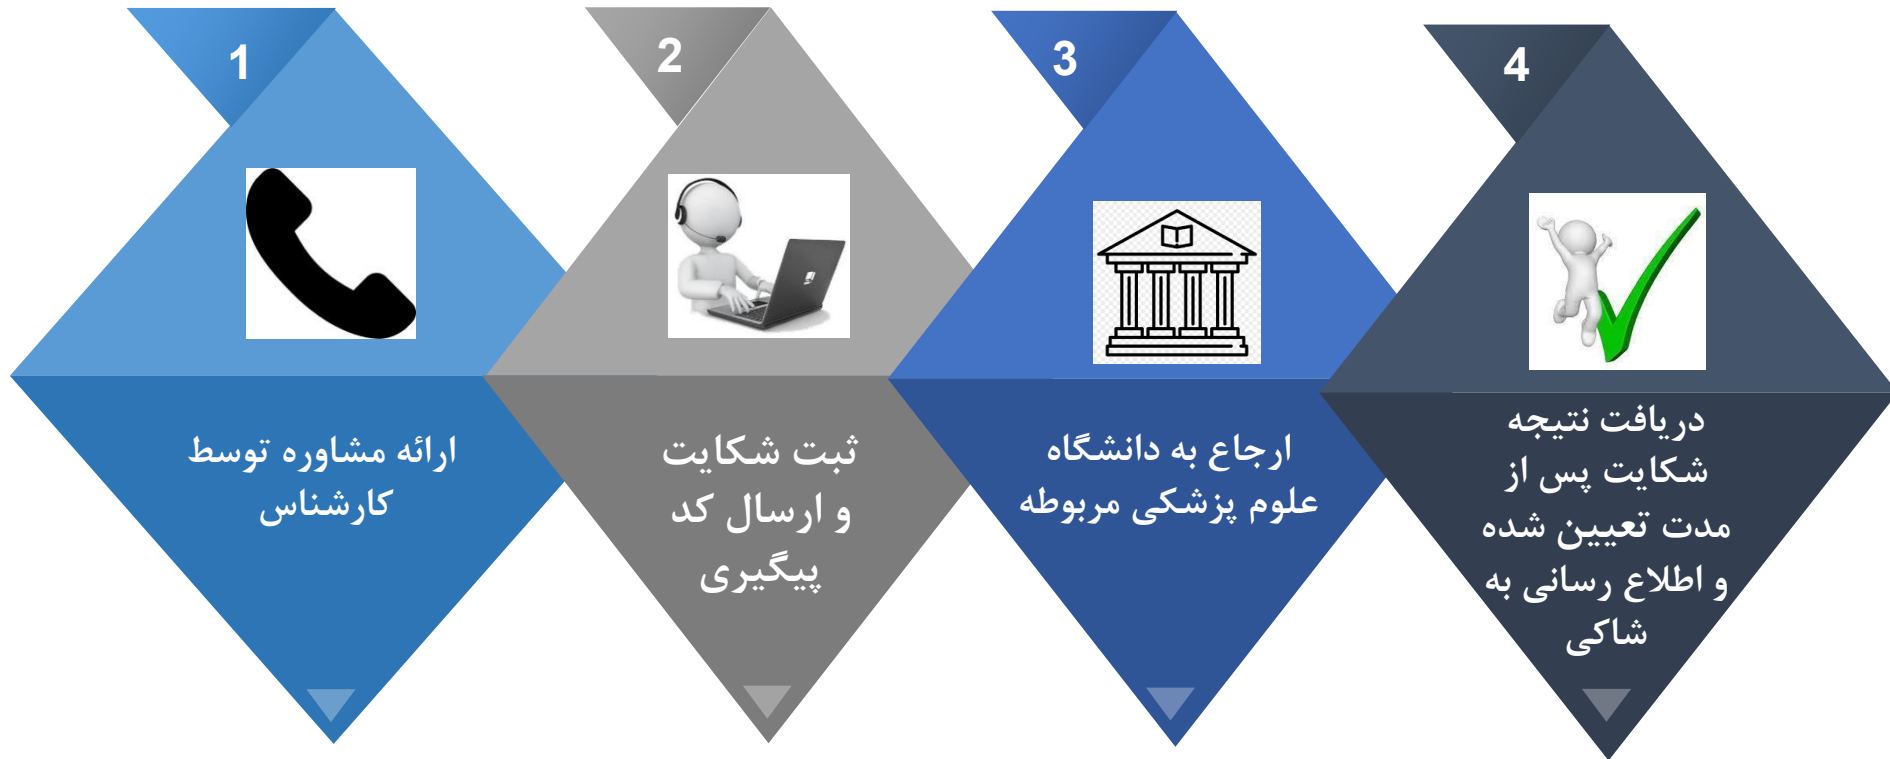 1
ارائه مشاوره توسط
کارشناس
2
ثبت شکایت
و ارسال کد
پیگیری
3
ارجاع به دانشگاه
علوم پزشکی مربوطه
4
دریافت نتیجه
شکایت پس از
مدت تعیین شده
و اطلاع رسانی به
شاکی